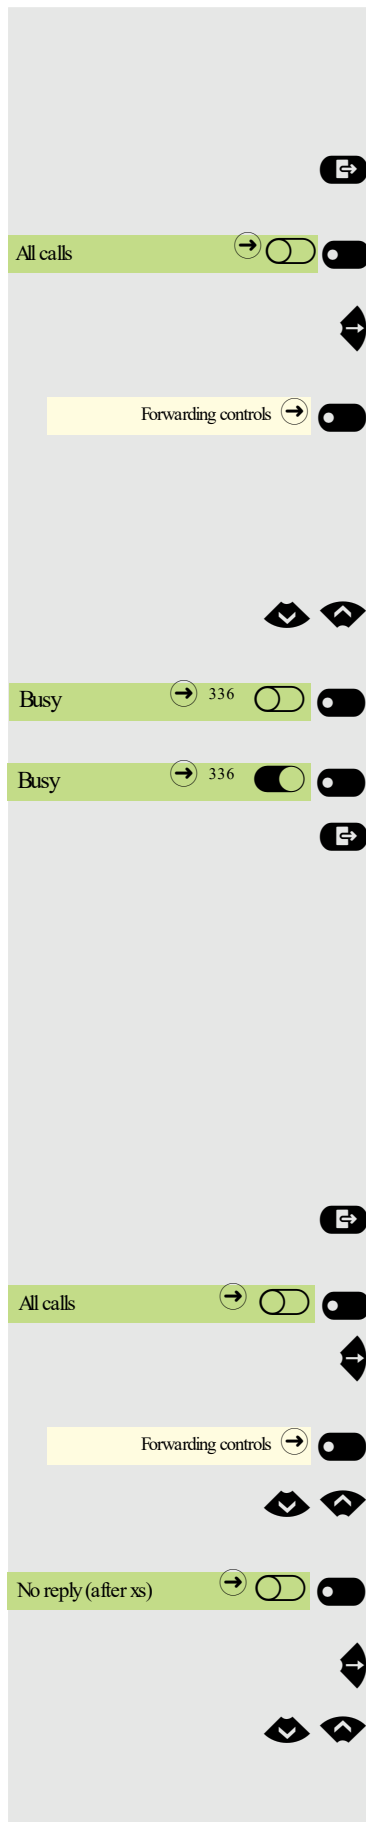 All calls
Forwarding controls
Busy 336
Busy 336
All calls
Forwarding controls
No reply (after xs)